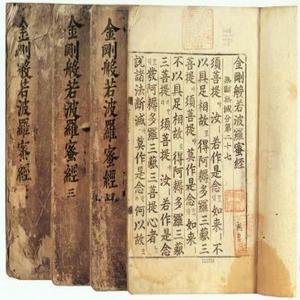 金剛般若波羅蜜經
無斷無滅分第二十七
須菩提 汝 若作是念 如來 不
以具足相故 得阿耨多羅三藐三
菩提 須菩提 莫作是念 如來
不以具足相故 得阿耨多羅三藐
三菩提 須菩提 汝 若作是念
發阿耨多羅三藐三菩提心者
說諸法斷滅 莫作是念 何以故
金剛般若波羅蜜經
金剛般若波羅蜜經 三
金剛般若波羅蜜經